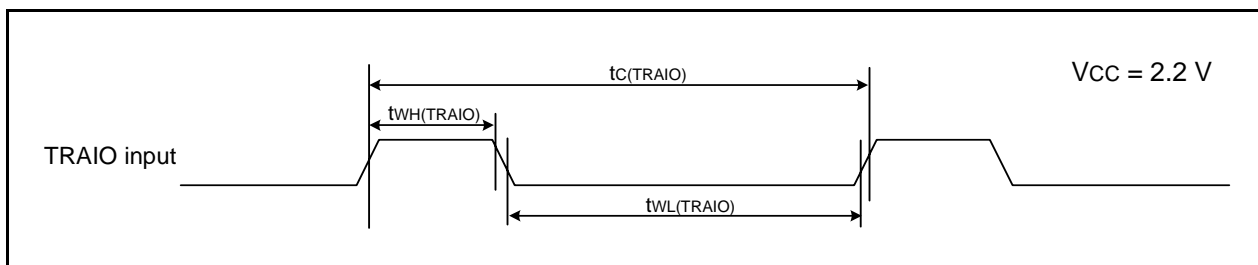 tC(TRAIO)
VCC = 2.2 V
tWH(TRAIO)
TRAIO input
tWL(TRAIO)